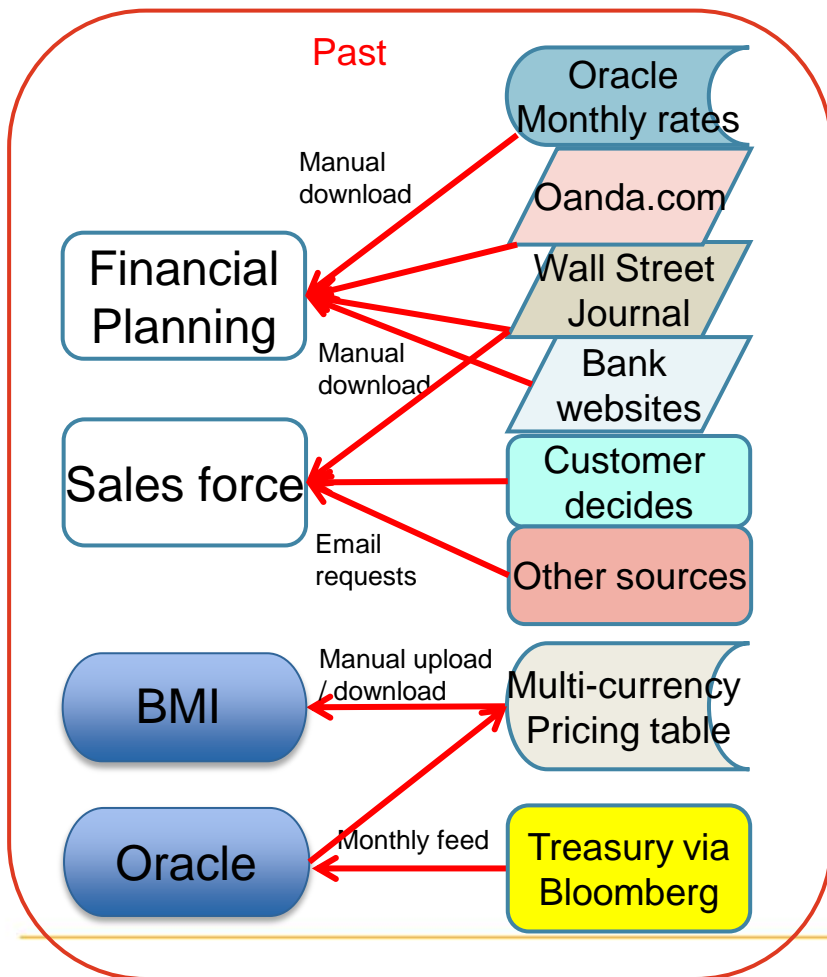 Past
Oracle
Monthly rates
Manual
download
Oanda.com
Financial
Planning
Wall Street
Journal
Manual
download
Bank
websites
Sales force
Customer
decides
Email
requests
Other sources
BMI
Manual upload
/ download
Multi-currency
Pricing table
Oracle
Monthly feed
Treasury via
Bloomberg